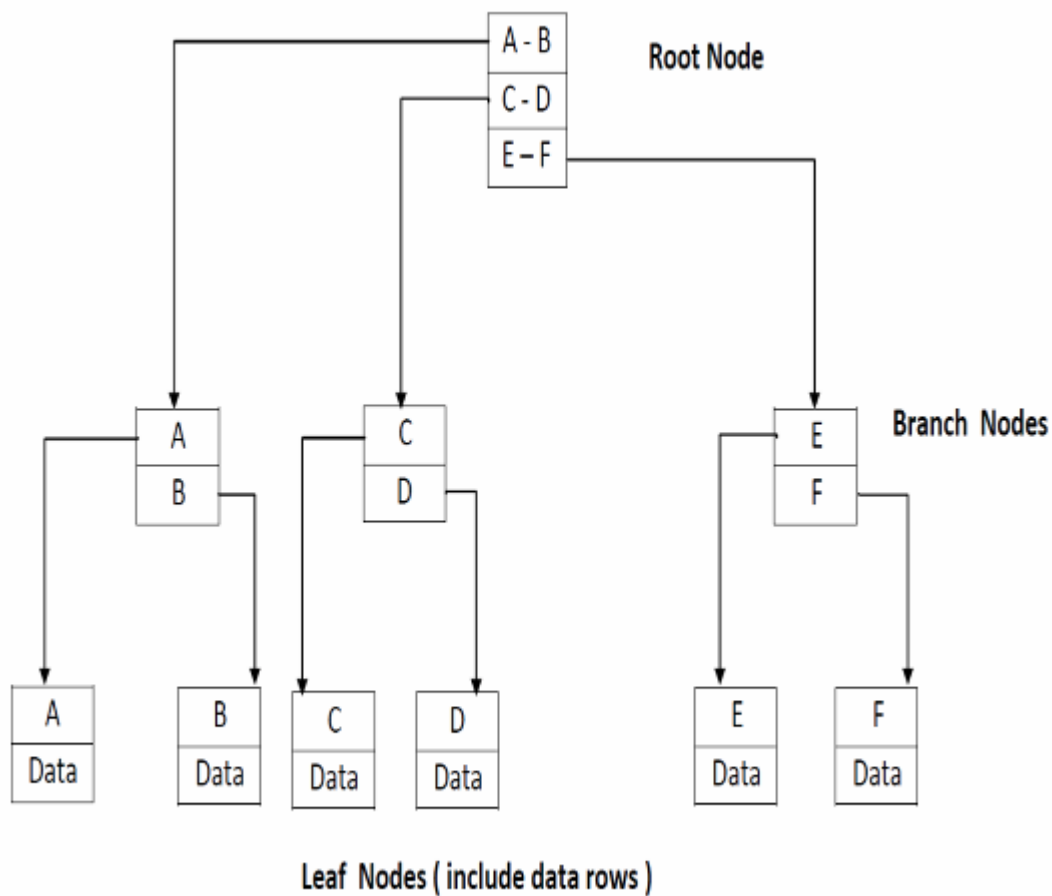 A - B
Root Node
C - D
E – F
A
B
C
D
E
F
Branch Nodes
A
Data
B
Data
C
Data
D
Data
E
Data
F
Data
Leaf Nodes ( include data rows )